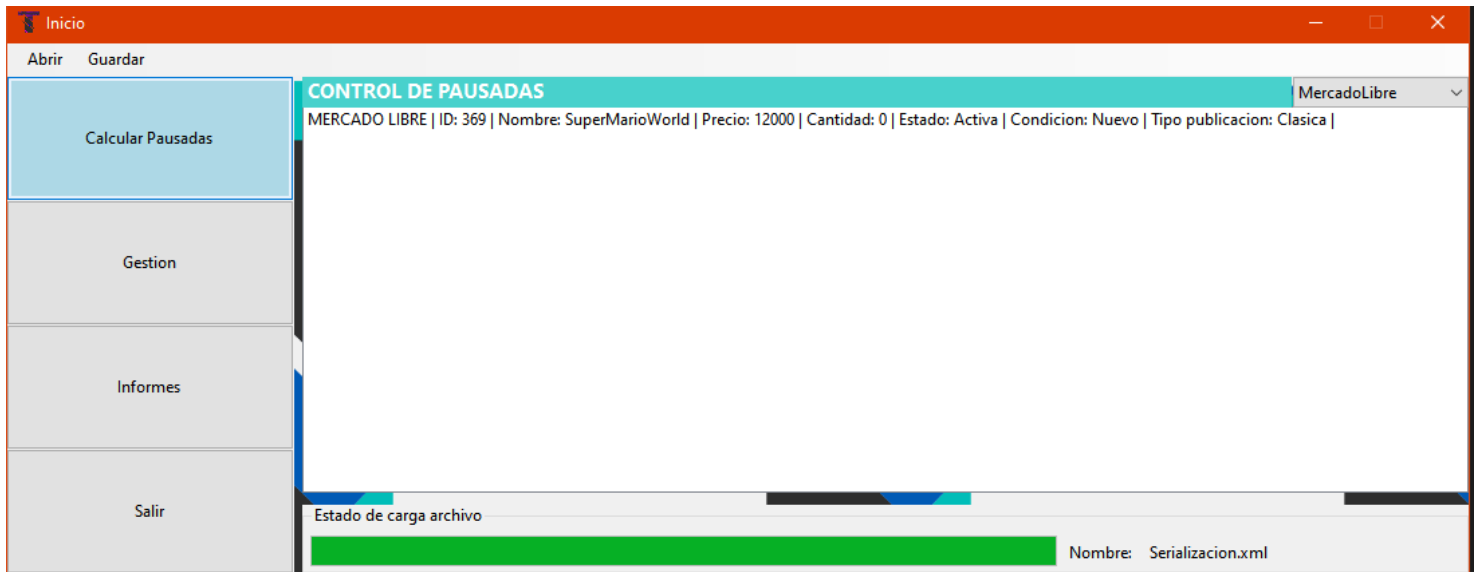 Inicio
Abrir Guardar
CONTROL DE PAUSADAS
MercadoLibre
MERCADO LIBRE | ID: 369 | Nombre: SuperMarioWorld | Precio: 12000 | Cantidad: 0 | Estado: Activa | Condicion: Nuevo | Tipo publicacion: Clasica |
Calcular Pausadas
Gestion
Informes
Salir
Estado de carga archivo
Nombre: Serializacion.xml